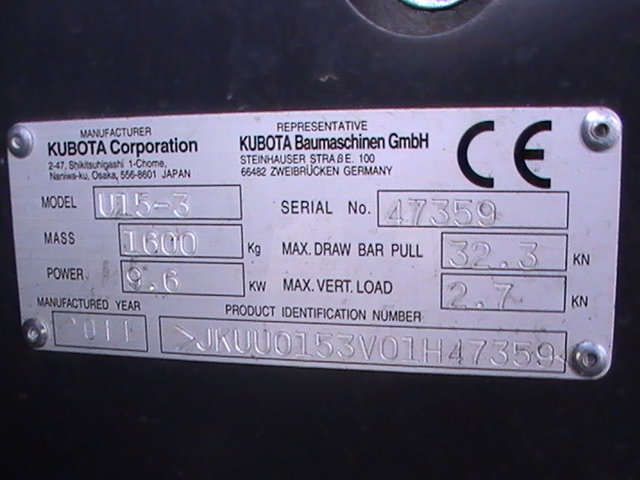 MANUFACTURER
KUBOTA Corporation
2-47, Shikitsuhigashi 1-Chome,
Naniwa-ku, Osaka, 556-8601 JAPAN
REPRESENTATIVE
KUBOTA Baumaschinen GmbH
STEINHAUSER STRAßE. 100
66482 ZWEIBRÜCKEN GERMANY
CE
MODEL U15-3 SERIAL No. 47359
MASS 1600 Kg MAX. DRAW BAR PULL 32.3 KN
POWER 9.6 KW MAX. VERT. LOAD 2.7 KN
MANUFACTURED YEAR PRODUCT IDENTIFICATION NUMBER
2011 >JKUU0153V01H47359<